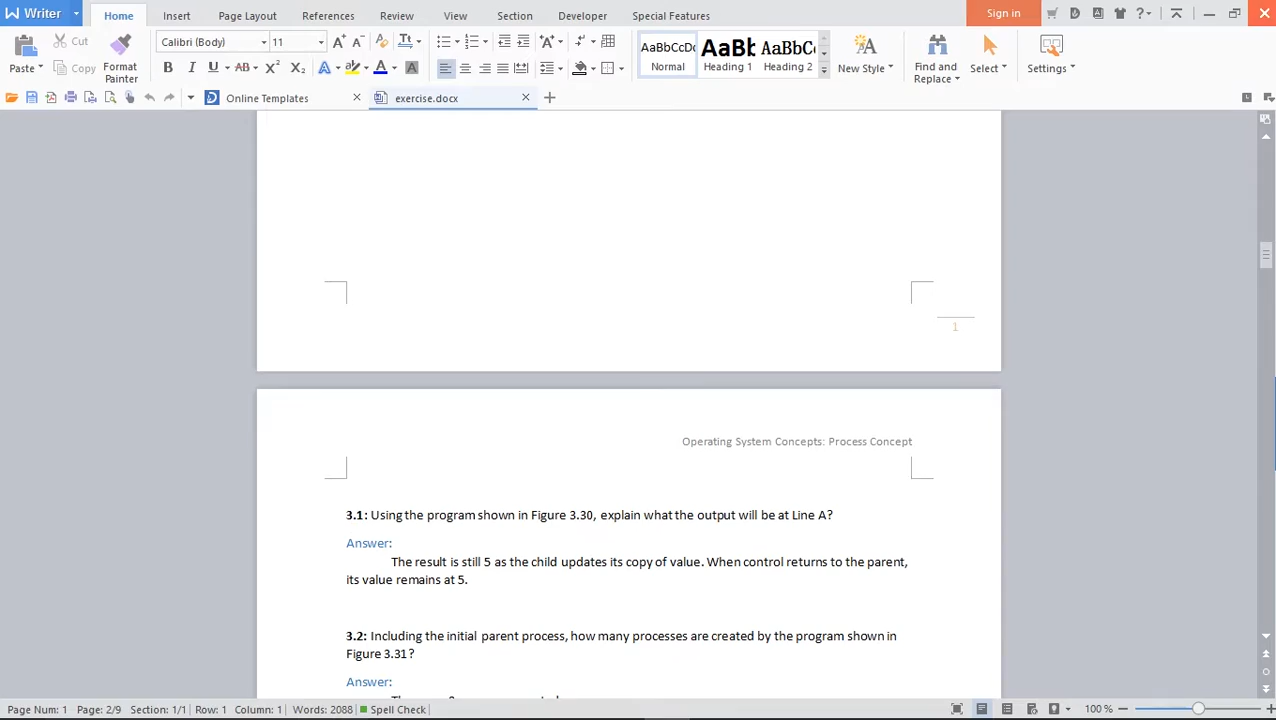 Writer
Home
Insert
Page Layout
References
Review
View
Section
Developer
Special Features
Sign in
Paste
Cut
Copy
Format
Painter
Calibri (Body)
11
AaBbCcDc
Normal
AaBb
Heading 1
AaBbC
Heading 2
New Style
Find and
Replace
Select
Settings
Online Templates
exercise.docx
1
Operating System Concepts: Process Concept
3.1: Using the program shown in Figure 3.30, explain what the output will be at Line A?
Answer:
The result is still 5 as the child updates its copy of value. When control returns to the parent,
its value remains at 5.
3.2: Including the initial parent process, how many processes are created by the program shown in
Figure 3.31?
Answer:
Page Num: 1 Page: 2/9 Section: 1/1 Row: 1 Column: 1 Words: 2088 Spell Check
100 %